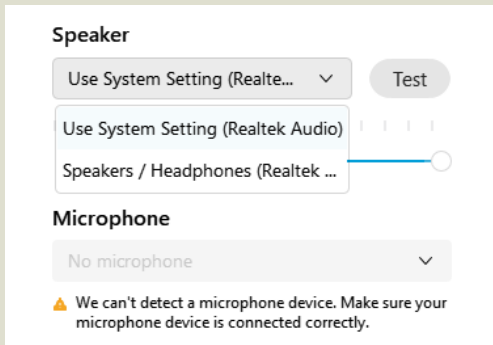 Speaker
Use System Setting (Realte...
Test
Use System Setting (Realtek Audio)
Speakers / Headphones (Realtek ...
Microphone
No microphone
We can't detect a microphone device. Make sure your
microphone device is connected correctly.